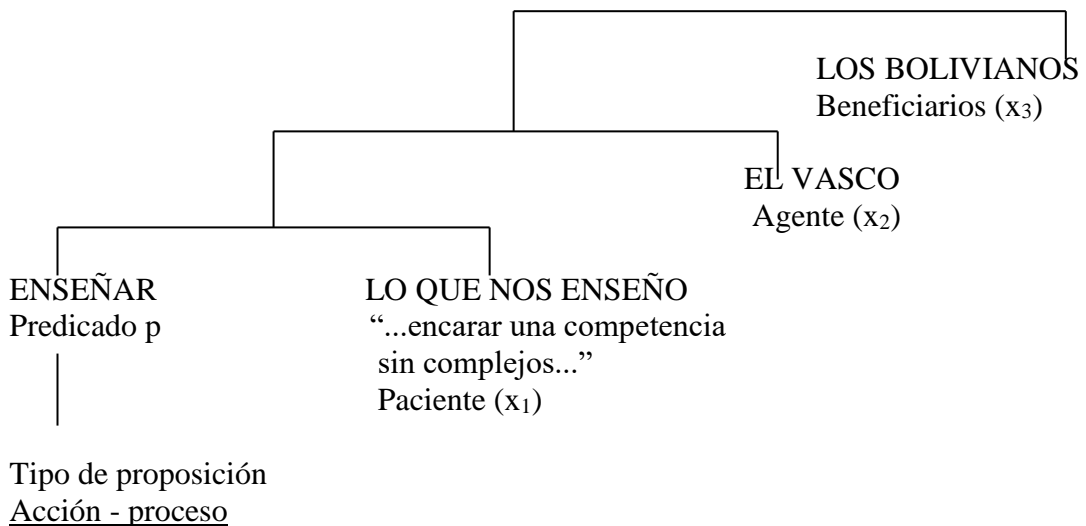 LOS BOLIVIANOS
Beneficiarios (x₃)
EL VASCO
Agente (x₂)
ENSEÑAR
Predicado p
LO QUE NOS ENSEÑO
“...encarar una competencia
sin complejos...”
Paciente (x₁)
Tipo de proposición
Acción - proceso